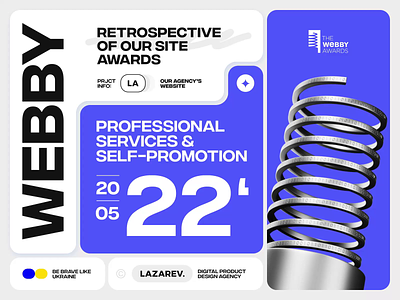 WEBBY
RETROSPECTIVE
OF OUR SITE
AWARDS
PRJCT
INFO:
LA
OUR AGENCY'S
WEBSITE
PROFESSIONAL
SERVICES &
SELF-PROMOTION
20
05
22'
THE
WEBBY
AWARDS
BE BRAVE LIKE
UKRAINE
©
LAZAREV.
DIGITAL PRODUCT
DESIGN AGENCY